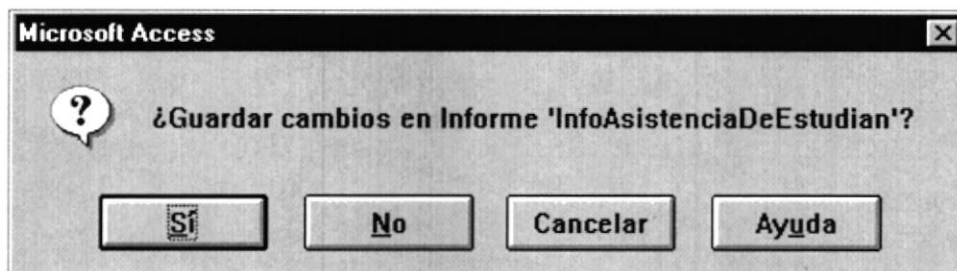 Microsoft Access
¿Guardar cambios en Informe 'InfoAsistenciaDeEstudian'?
Sí No Cancelar Ayuda